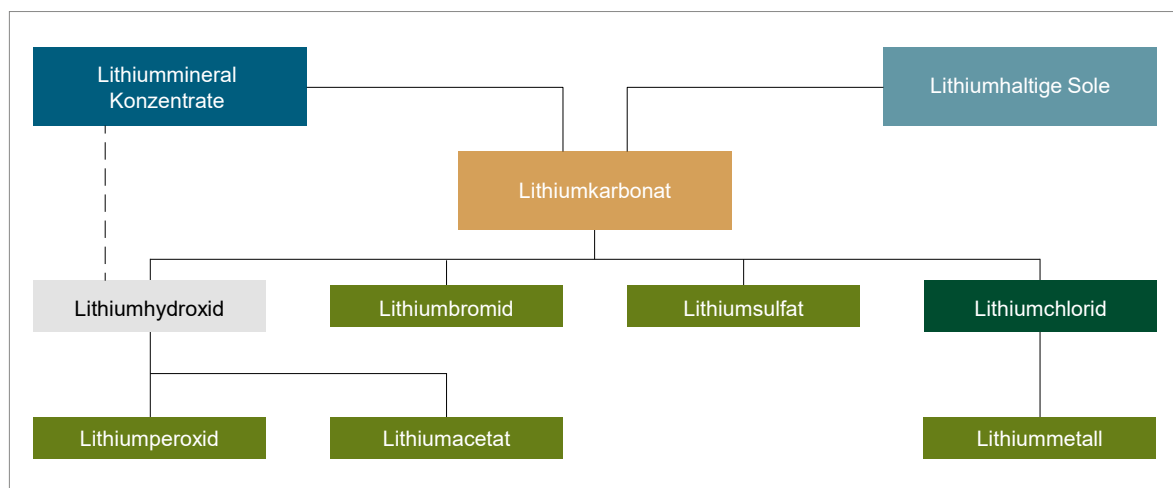 Lithiummineral
Konzentrate
Lithiumhaltige Sole
Lithiumkarbonat
Lithiumhydroxid
Lithiumbromid
Lithiumsulfat
Lithiumchlorid
Lithiumperoxid
Lithiumacetat
Lithiummetall